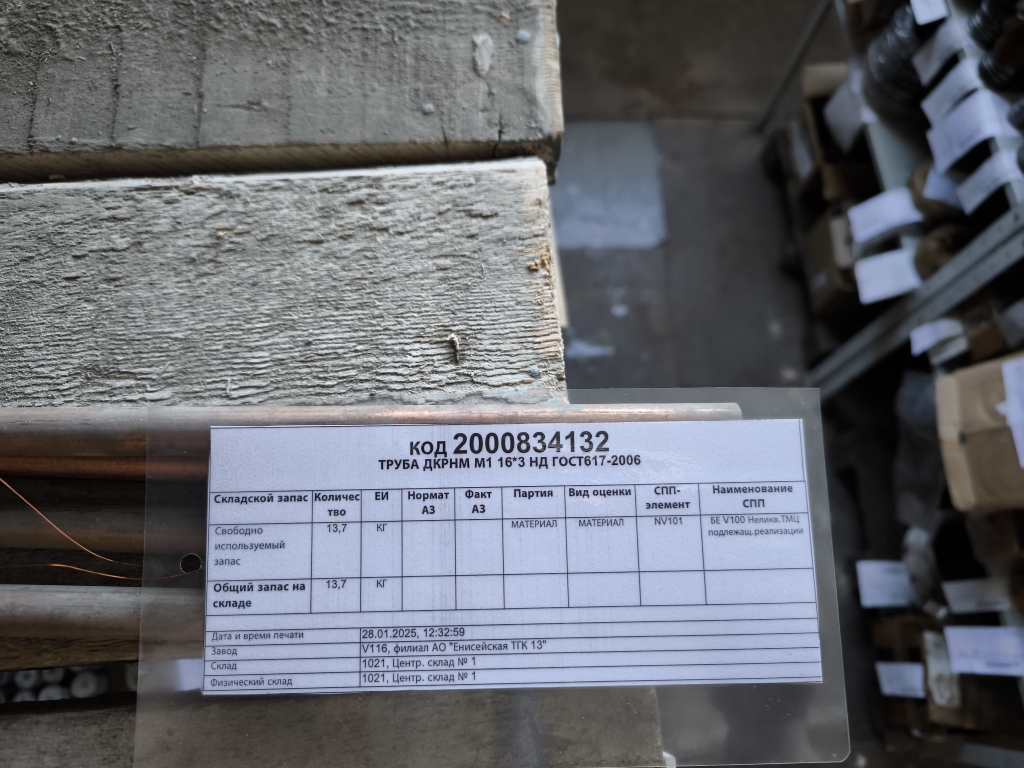 КОД 2000834132
ТРУБА ДКРНМ М1 16*3 НД ГОСТ617-2006
Складской запас Количес тво ЕИ Нормат АЗ Факт АЗ Партия Вид оценки СПП-элемент Наименование СПП
Свободно используемый запас 13,7 КГ МАТЕРИАЛ МАТЕРИАЛ NV101 БЕ V100 Нелика.ТМЦ подлежащ.реализации
Общий запас на складе 13,7 КГ
Дата и время печати 28.01.2025, 12:32:59
Завод V116, филиал АО "Енисейская ТГК 13"
Склад 1021, Центр. склад № 1
Физический склад 1021, Центр. склад № 1